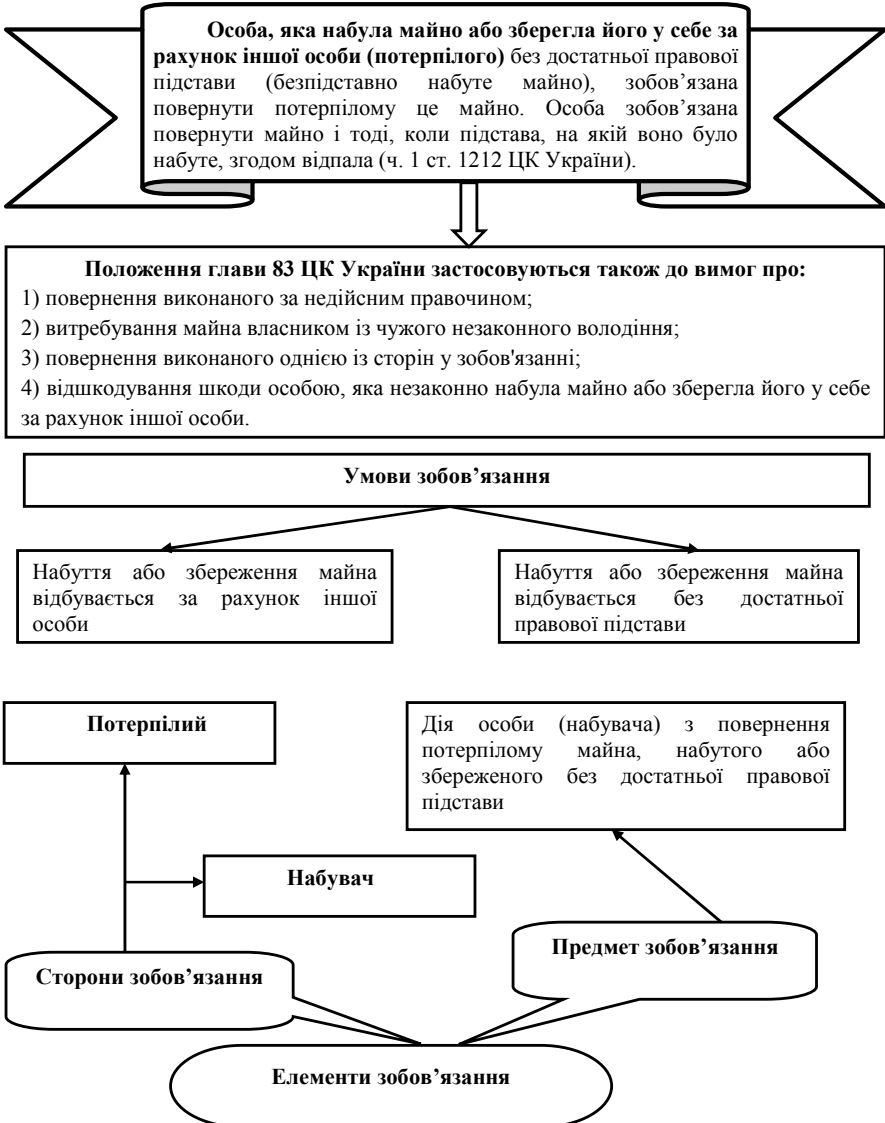 Особа, яка набула майно або зберегла його у себе за
рахунок іншої особи (потерпілого) без достатньої правової
підстави (безпідставно набуте майно), зобов’язана
повернути потерпілому це майно. Особа зобов’язана
повернути майно і тоді, коли підстава, на якій воно було
набуте, згодом відпала (ч. 1 ст. 1212 ЦК України).
Положення глави 83 ЦК України застосовуються також до вимог про:
1) повернення виконаного за недійсним правочином;
2) витребування майна власником із чужого незаконного володіння;
3) повернення виконаного однією із сторін у зобов'язанні;
4) відшкодування шкоди особою, яка незаконно набула майно або зберегла його у себе
за рахунок іншої особи.
Умови зобов’язання
Набуття або збереження майна
відбувається за рахунок іншої
особи
Набуття або збереження майна
відбувається без достатньої
правової підстави
Потерпілий
Дія особи (набувача) з повернення
потерпілому майна, набутого або
збереженого без достатньої правової
підстави
Набувач
Предмет зобов’язання
Сторони зобов’язання
Елементи зобов’язання